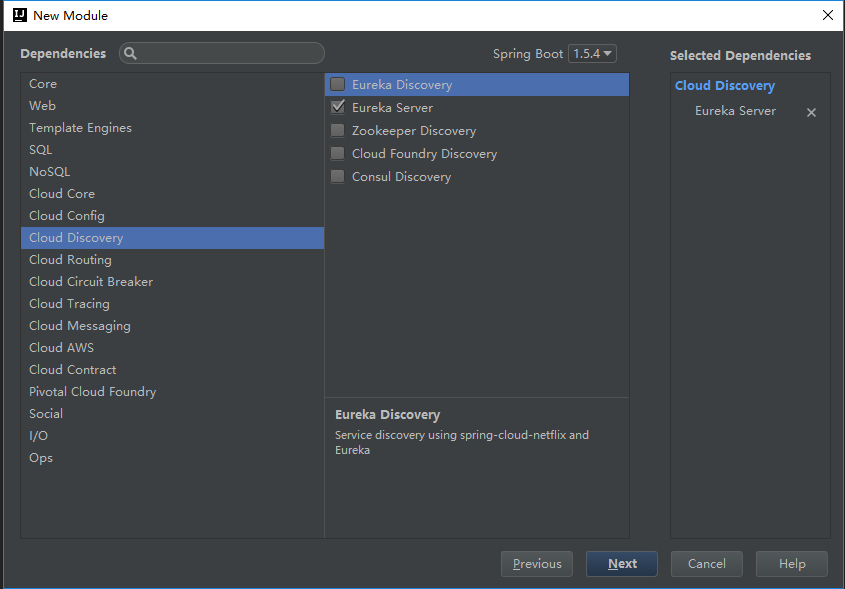 New Module
Dependencies
Spring Boot 1.5.4
Selected Dependencies
Core
Web
Template Engines
SQL
NoSQL
Cloud Core
Cloud Config
Cloud Discovery
Cloud Routing
Cloud Circuit Breaker
Cloud Tracing
Cloud Messaging
Cloud AWS
Cloud Contract
Pivotal Cloud Foundry
Social
I/O
Ops
Eureka Discovery
Eureka Server
Zookeeper Discovery
Cloud Foundry Discovery
Consul Discovery
Eureka Discovery
Service discovery using spring-cloud-netflix and
Eureka
Cloud Discovery
Eureka Server
Previous
Next
Cancel
Help